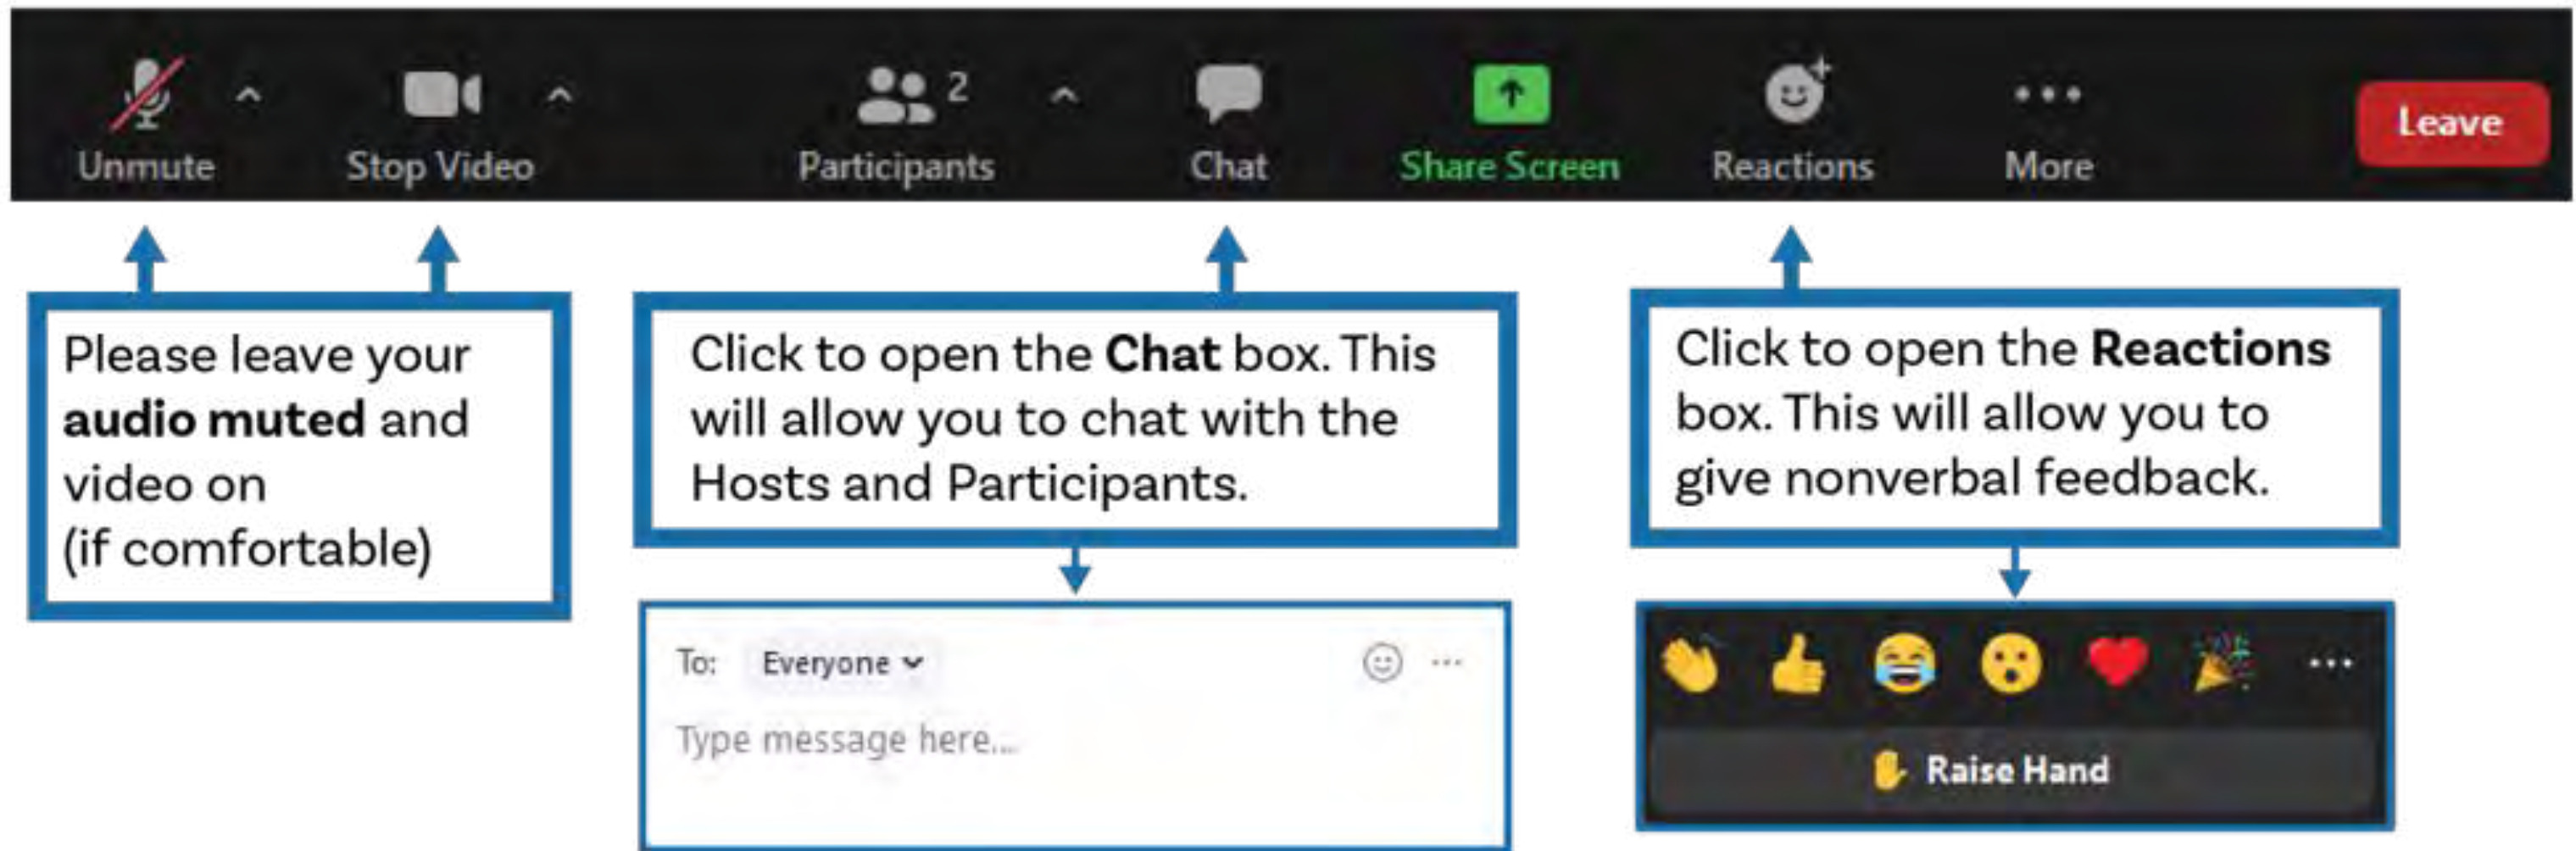 2
Unmute Stop Video Participants Chat Share Screen Reactions More Leave
Please leave your
audio muted and
video on
(if comfortable)
Click to open the Chat box. This
will allow you to chat with the
Hosts and Participants.
To: Everyone
Type message here...
Click to open the Reactions
box. This will allow you to
give nonverbal feedback.
Raise Hand